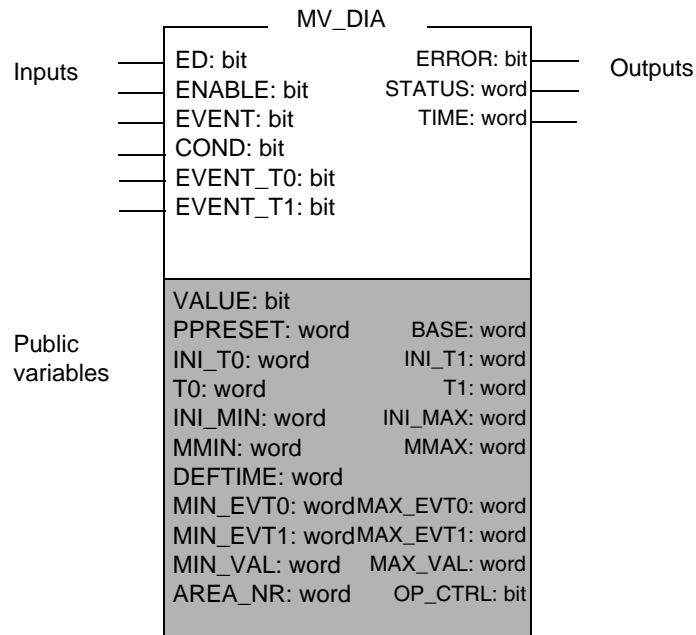 MV_DIA
Inputs
ED: bit ERROR: bit
Outputs
ENABLE: bit STATUS: word
EVENT: bit TIME: word
COND: bit
EVENT_T0: bit
EVENT_T1: bit
VALUE: bit
Public
variables
PPRESET: word BASE: word
INI_T0: word INI_T1: word
T0: word T1: word
INI_MIN: word INI_MAX: word
MMIN: word MMAX: word
DEFTIME: word
MIN_EVT0: word MAX_EVT0: word
MIN_EVT1: word MAX_EVT1: word
MIN_VAL: word MAX_VAL: word
AREA_NR: word OP_CTRL: bit